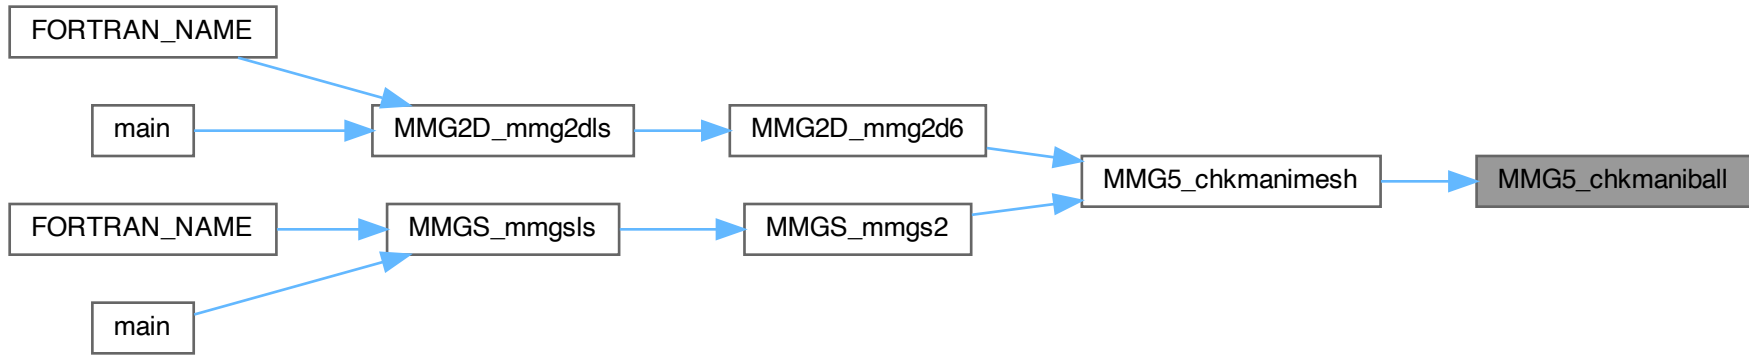 FORTRAN_NAME
main
MMG2D_mmg2dls
MMG2D_mmg2d6
MMG5_chkmanimesh
MMG5_chkmaniball
FORTRAN_NAME
MMGS_mmgsls
MMGS_mmgs2
main